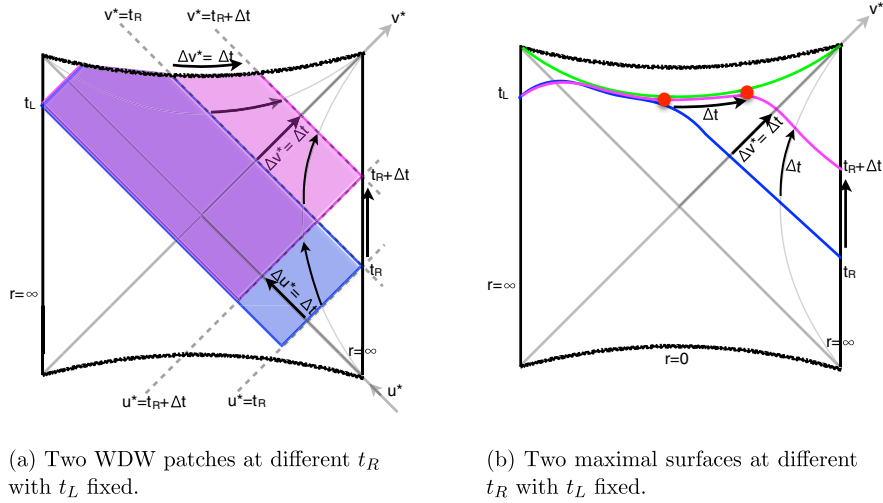 v*=tR
v*=tR+Δt
v*
Δv*= Δt
tL
Δv*= Δt
tR+Δt
Δu*= Δt
tR
r=∞
r=∞
u*=tR+Δt
u*=tR
u*
v*
tL
Δt
Δv*= Δt
Δt
tR+Δt
tR
r=∞
r=0
r=∞
(a) Two WDW patches at different tR
with tL fixed.
(b) Two maximal surfaces at different
tR with tL fixed.